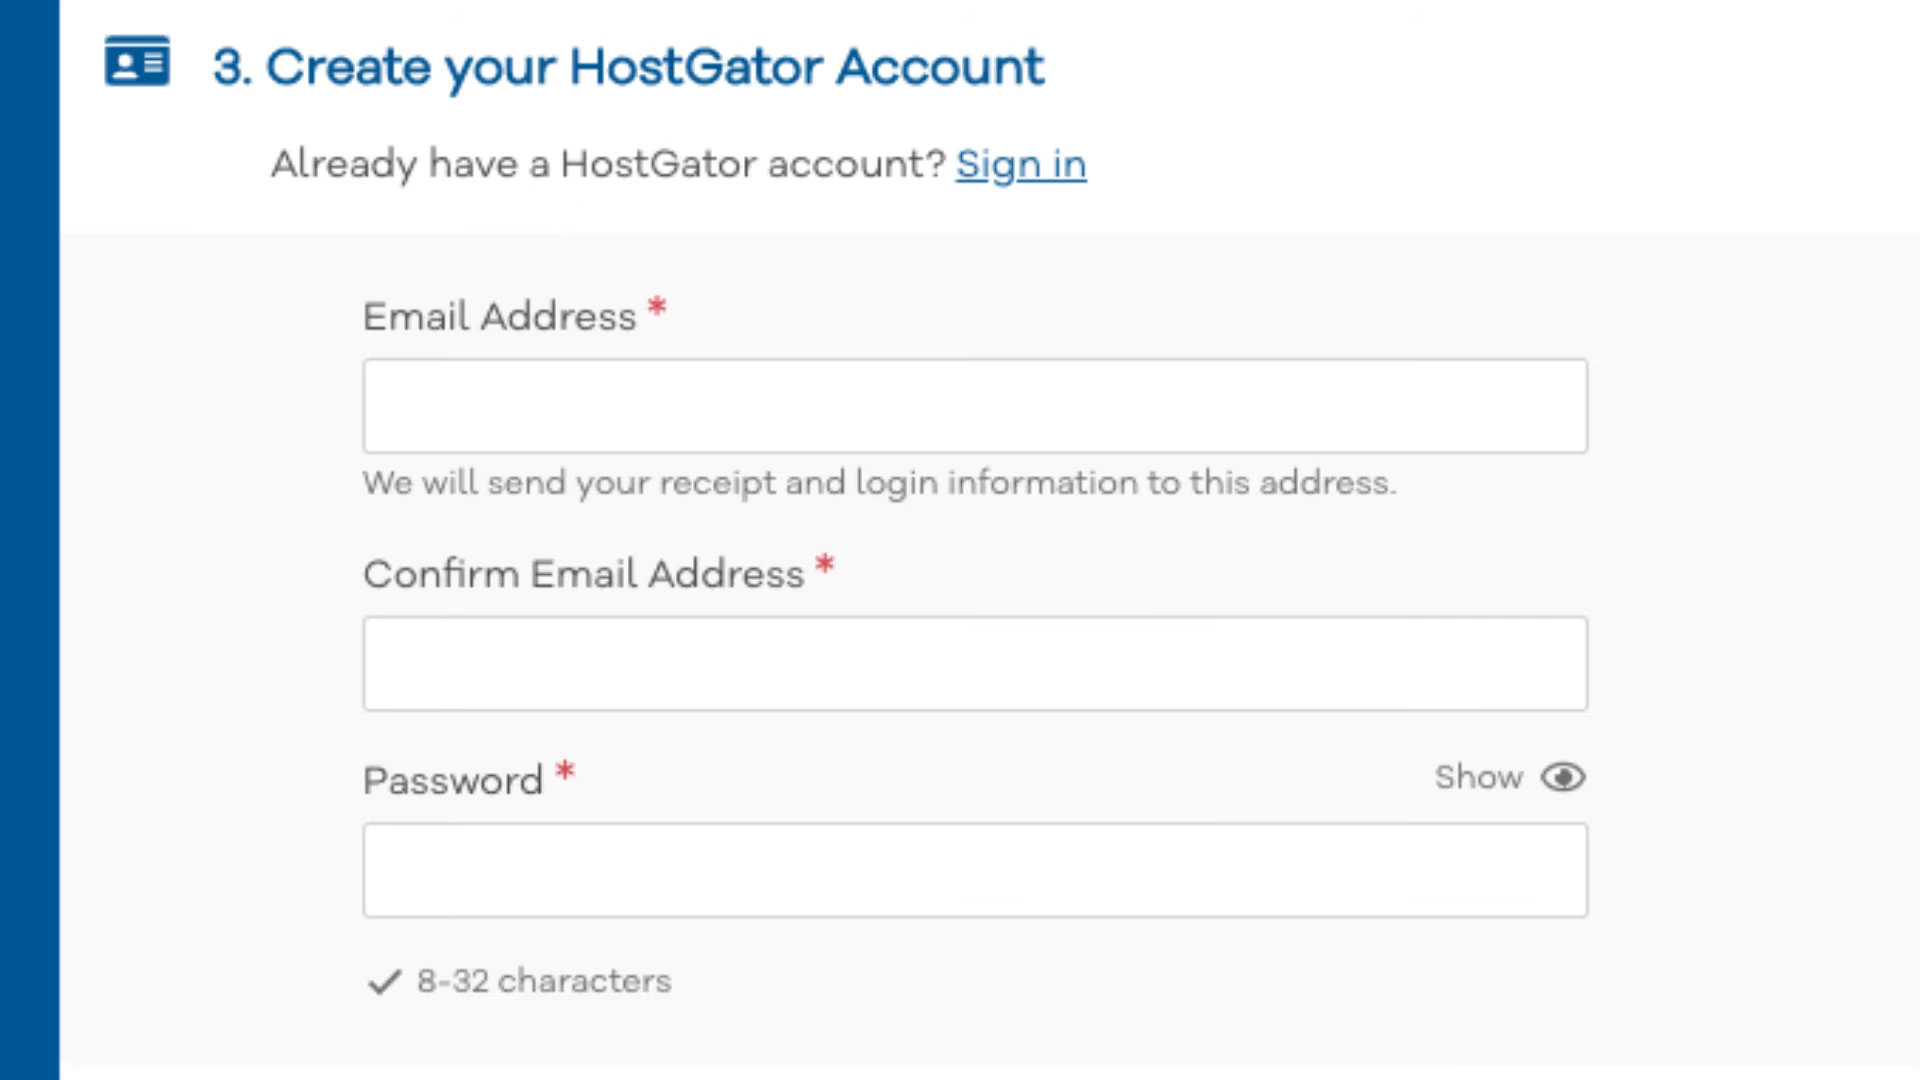 3. Create your HostGator Account
Already have a HostGator account? Sign in
Email Address *
We will send your receipt and login information to this address.
Confirm Email Address *
Password *
Show
8-32 characters